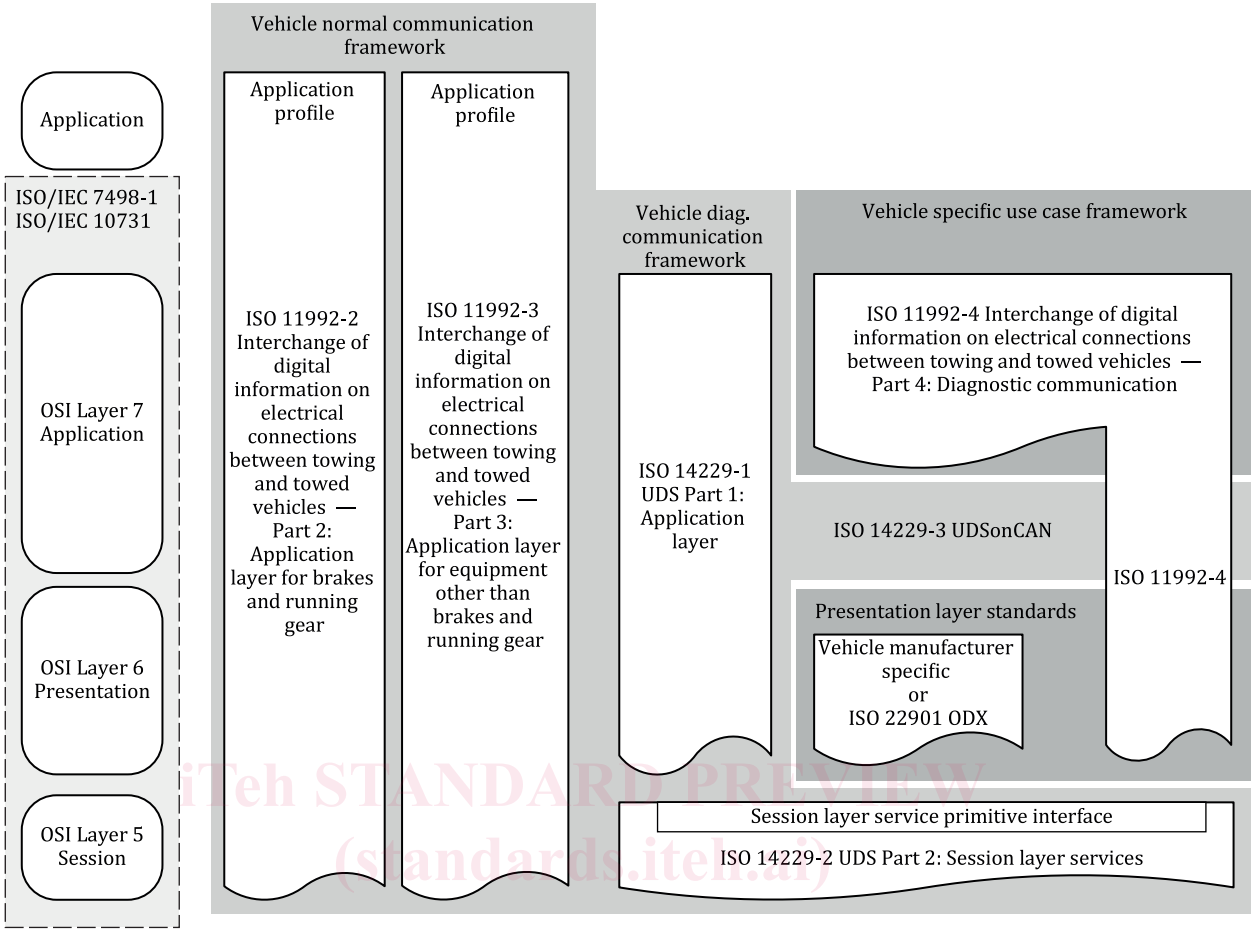 Vehicle normal communication
framework
Application
Application
profile
Application
profile
ISO/IEC 7498-1
ISO/IEC 10731
Vehicle diag.
communication
framework
Vehicle specific use case framework
OSI Layer 7
Application
ISO 11992-2
Interchange of
digital
information on
electrical
connections
between towing
and towed
vehicles —
Part 2:
Application
layer for brakes
and running
gear
ISO 11992-3
Interchange of
digital
information on
electrical
connections
between towing
and towed
vehicles —
Part 3:
Application layer
for equipment
other than
brakes and
running gear
ISO 14229-1
UDS Part 1:
Application
layer
ISO 11992-4 Interchange of digital
information on electrical connections
between towing and towed vehicles —
Part 4: Diagnostic communication
ISO 14229-3 UDSonCAN
ISO 11992-4
OSI Layer 6
Presentation
Presentation layer standards
Vehicle manufacturer
specific
or
ISO 22901 ODX
iTeh STANDARD PREVIEW
(standards.iteh.ai)
OSI Layer 5
Session
Session layer service primitive interface
ISO 14229-2 UDS Part 2: Session layer services